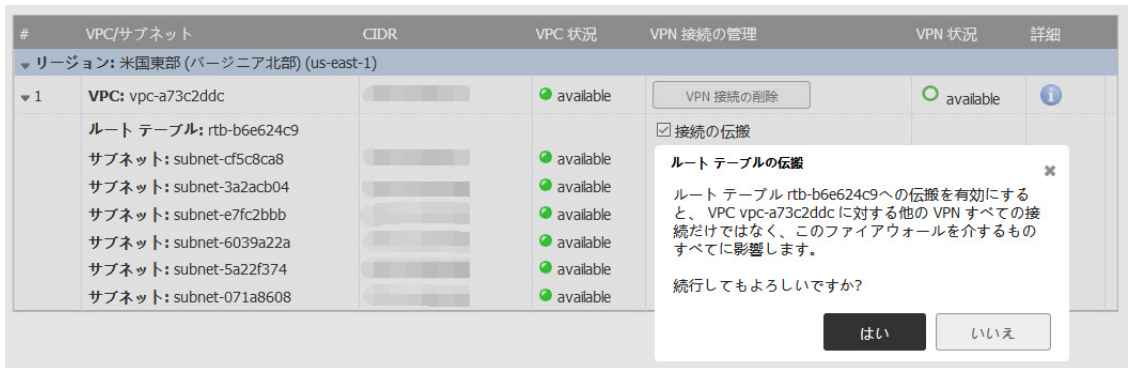 # VPC/サブネット CIDR VPC 状況 VPN 接続の管理 VPN 状況 詳細
リージョン: 米国東部 (バージニア北部) (us-east-1)
1 VPC: vpc-a73c2ddc available VPN 接続の削除 available
ルート テーブル: rtb-b6e624c9 接続の伝搬
サブネット: subnet-cf5c8ca8 available
サブネット: subnet-3a2acb04 available
サブネット: subnet-e7fc2bbb available
サブネット: subnet-6039a22a available
サブネット: subnet-5a22f374 available
サブネット: subnet-071a8608 available
ルート テーブルの伝搬
ルート テーブル rtb-b6e624c9への伝搬を有効にする
と、 VPC vpc-a73c2ddc に対する他の VPN すべての接
続だけではなく、このファイアウォールを介するもの
すべてに影響します。
続行してもよろしいですか?
はい いいえ